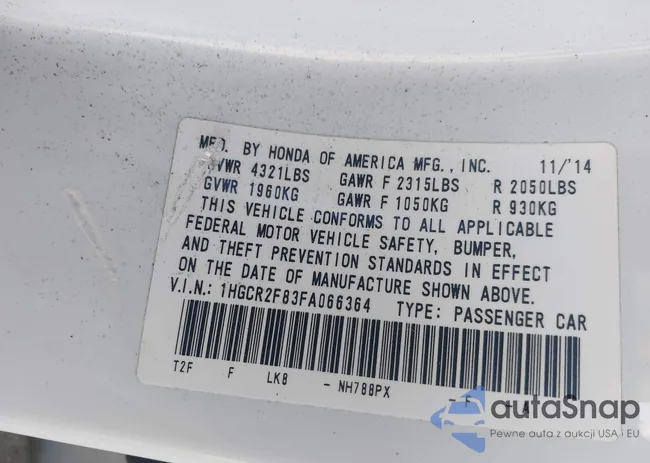 MFD. BY HONDA OF AMERICA MFG., INC. 11/'14
GVWR 4321LBS GAWR F 2315LBS R 2050LBS
GVWR 1960KG GAWR F 1050KG R 930KG
THIS VEHICLE CONFORMS TO ALL APPLICABLE
FEDERAL MOTOR VEHICLE SAFETY, BUMPER,
AND THEFT PREVENTION STANDARDS IN EFFECT
ON THE DATE OF MANUFACTURE SHOWN ABOVE.
V.I.N.: 1HGCR2F83FA066364 TYPE: PASSENGER CAR
T2F F LK8 - NH788PX - F - A
autaSnap
Pewne auta z aukcji USA i EU